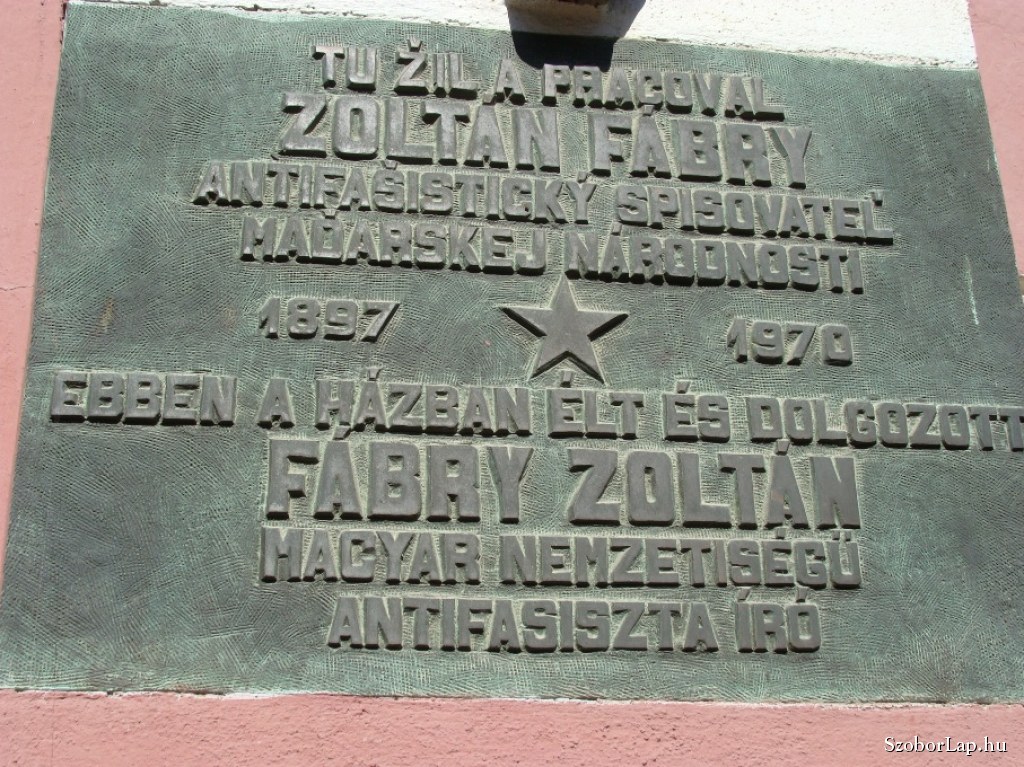 TU ŽIL A PRACOVAL
ZOLTÁN FÁBRY
ANTIFAŠISTICKÝ SPISOVATEĽ
MAĎARSKEJ NÁRODNOSTI
1897 1970
EBBEN A HÁZBAN ÉLT ÉS DOLGOZOTT
FÁBRY ZOLTÁN
MAGYAR NEMZETISÉGŰ
ANTIFASISZTA ÍRÓ
SzoborLap.hu